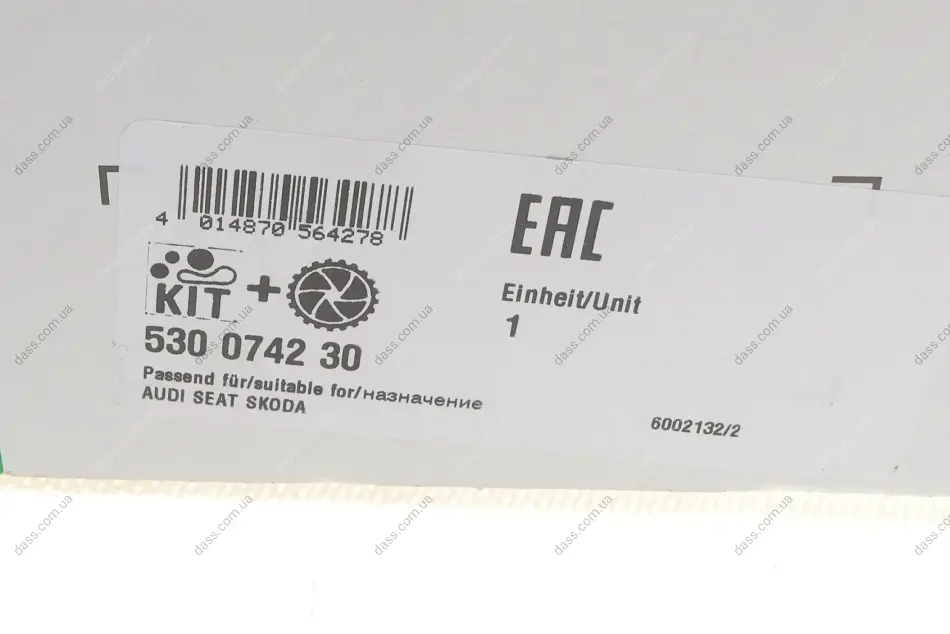 4 014870 564278
KIT +
530 0742 30
Passend für/suitable for/назначение
AUDI SEAT SKODA
EAC
Einheit/Unit
1
6002132/2
dass.com.ua